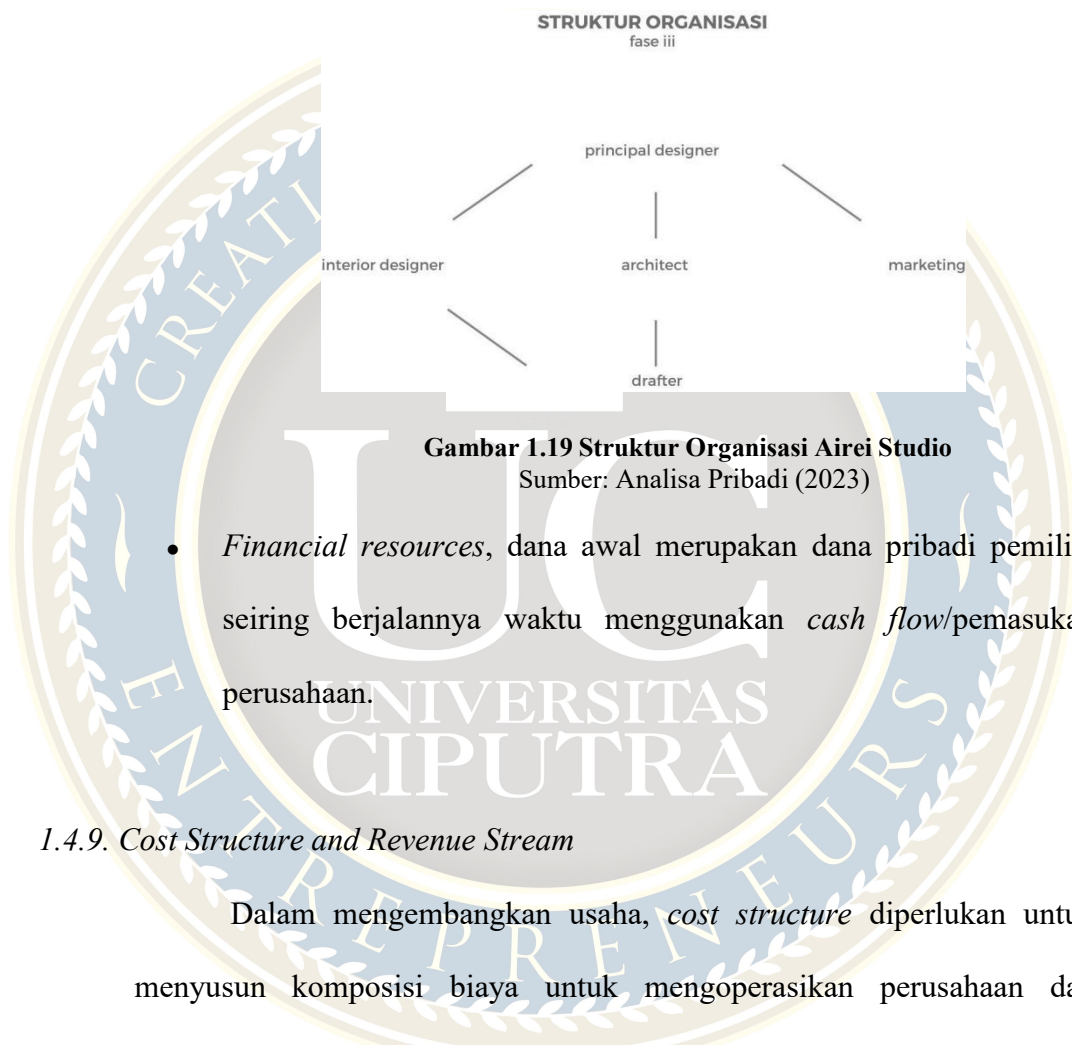 STRUKTUR ORGANISASI
fase iii
principal designer
interior designer architect marketing
drafter
Gambar 1.19 Struktur Organisasi Airei Studio
Sumber: Analisa Pribadi (2023)
• Financial resources, dana awal merupakan dana pribadi pemili
seiring berjalannya waktu menggunakan cash flow/pemasuka
perusahaan.
1.4.9. Cost Structure and Revenue Stream
Dalam mengembangkan usaha, cost structure diperlukan untu
menyusun komposisi biaya untuk mengoperasikan perusahaan da
UC
UNIVERSITAS
CIPUTRA
CREATI
ENTREPRENEURS